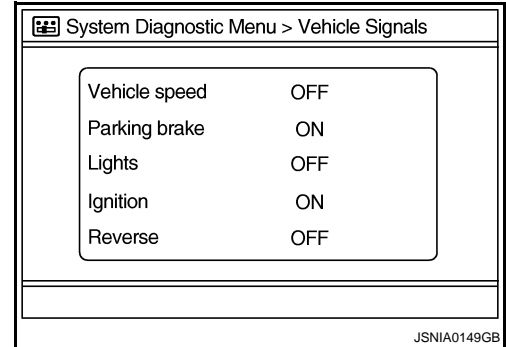 System Diagnostic Menu > Vehicle Signals
Vehicle speed OFF
Parking brake ON
Lights OFF
Ignition ON
Reverse OFF
JSNIA0149GB